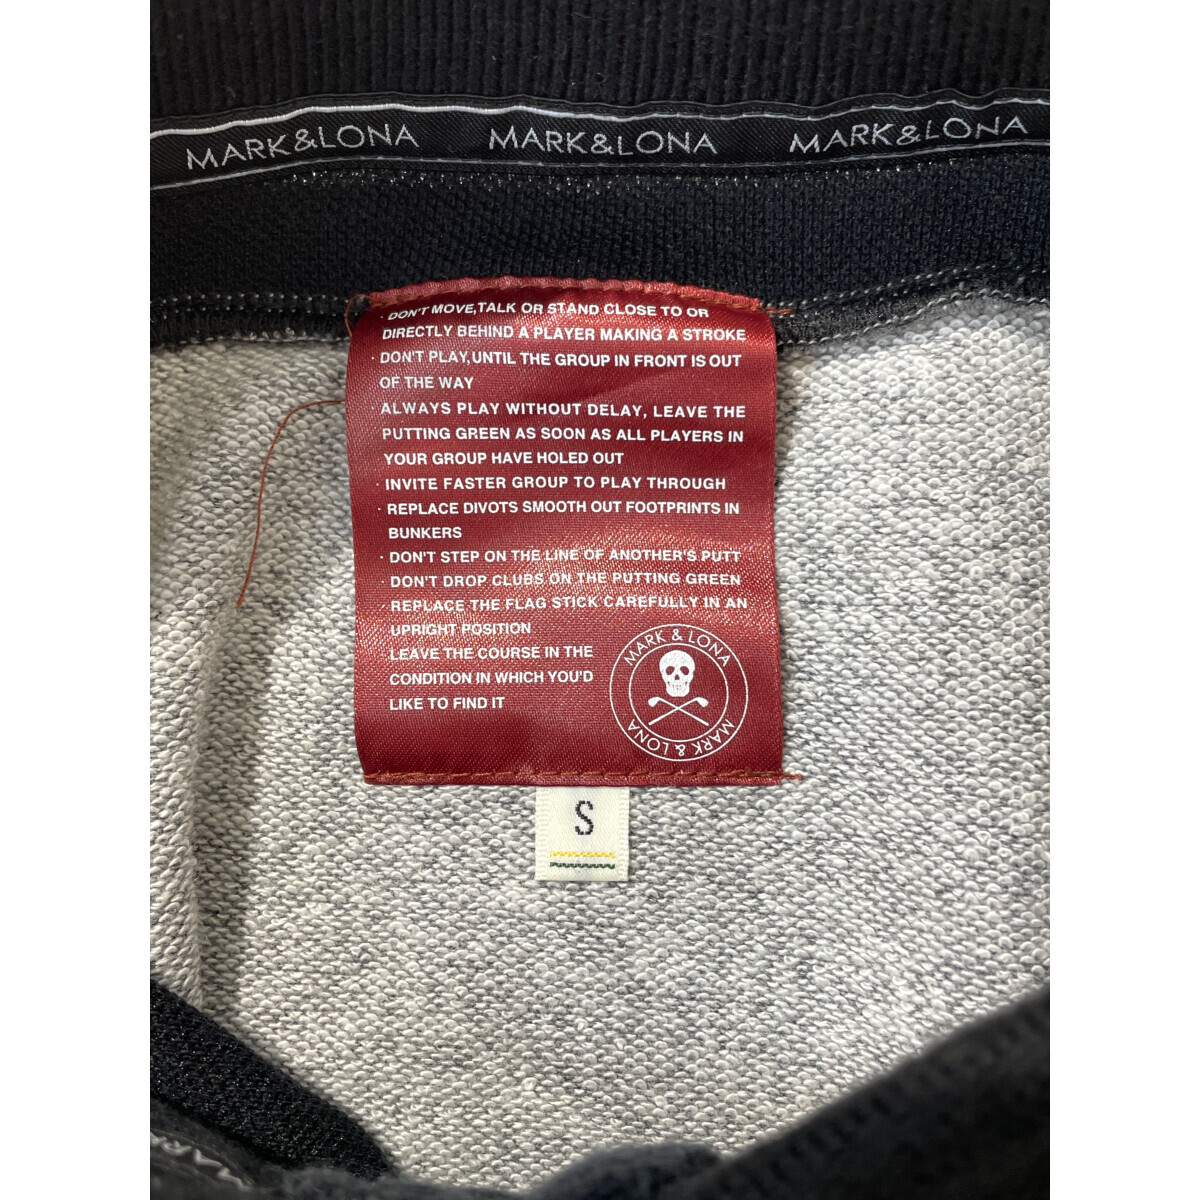 MARK&LONA MARK&LONA MARK&LONA
· DON'T MOVE,TALK OR STAND CLOSE TO OR
DIRECTLY BEHIND A PLAYER MAKING A STROKE
· DON'T PLAY,UNTIL THE GROUP IN FRONT IS OUT
OF THE WAY
· ALWAYS PLAY WITHOUT DELAY, LEAVE THE
PUTTING GREEN AS SOON AS ALL PLAYERS IN
YOUR GROUP HAVE HOLED OUT
· INVITE FASTER GROUP TO PLAY THROUGH
· REPLACE DIVOTS SMOOTH OUT FOOTPRINTS IN
BUNKERS
· DON'T STEP ON THE LINE OF ANOTHER'S PUTT
· DON'T DROP CLUBS ON THE PUTTING GREEN
· REPLACE THE FLAG STICK CAREFULLY IN AN
UPRIGHT POSITION
LEAVE THE COURSE IN THE
CONDITION IN WHICH YOU'D
LIKE TO FIND IT
MARK & LONA
MARK & LONA
S